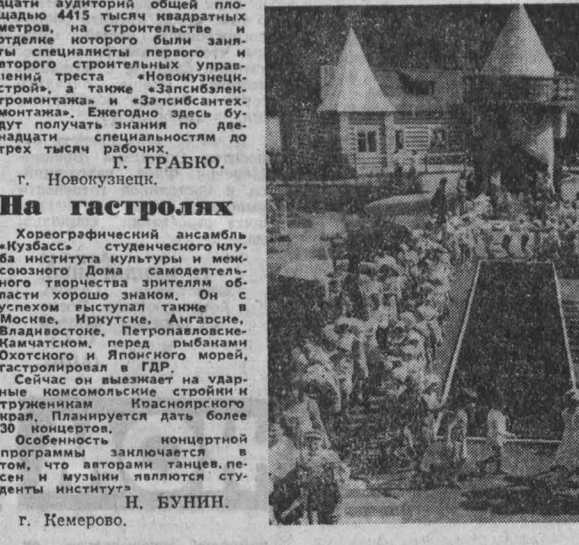 дцати аудиторий общей пло-
щадью 4415 тысяч квадратных
метров, на строительстве и
отделке которого были заня-
ты специалисты первого и
второго строительных управ-
лений треста «Новокузнецк-
строй», а также «Запсибэлек-
тромонтажа» и «Запсибсантех-
монтажа». Ежегодно здесь бу-
дут получать знания по две-
надцати специальностям до
трех тысяч рабочих.
Г. ГРАБКО.
г. Новокузнецк.
На гастролях
Хореографический ансамбль
«Кузбасс» студенческого клу-
ба института культуры и меж-
союзного Дома самодеятель-
ного творчества зрителям об-
ласти хорошо знаком. Он с
успехом выступал также в
Москве, Иркутске, Ангарске,
Владивостоке, Петропавловске-
Камчатском, перед рыбаками
Охотского и Японского морей,
гастролировал в ГДР.
Сейчас он выезжает на удар-
ные комсомольские стройки к
труженикам Красноярского
края. Планируется дать более
30 концертов.
Особенность концертной
программы заключается в
том, что авторами танцев, пе-
сен и музыки являются сту-
денты института.
Н. БУНИН.
г. Кемерово.